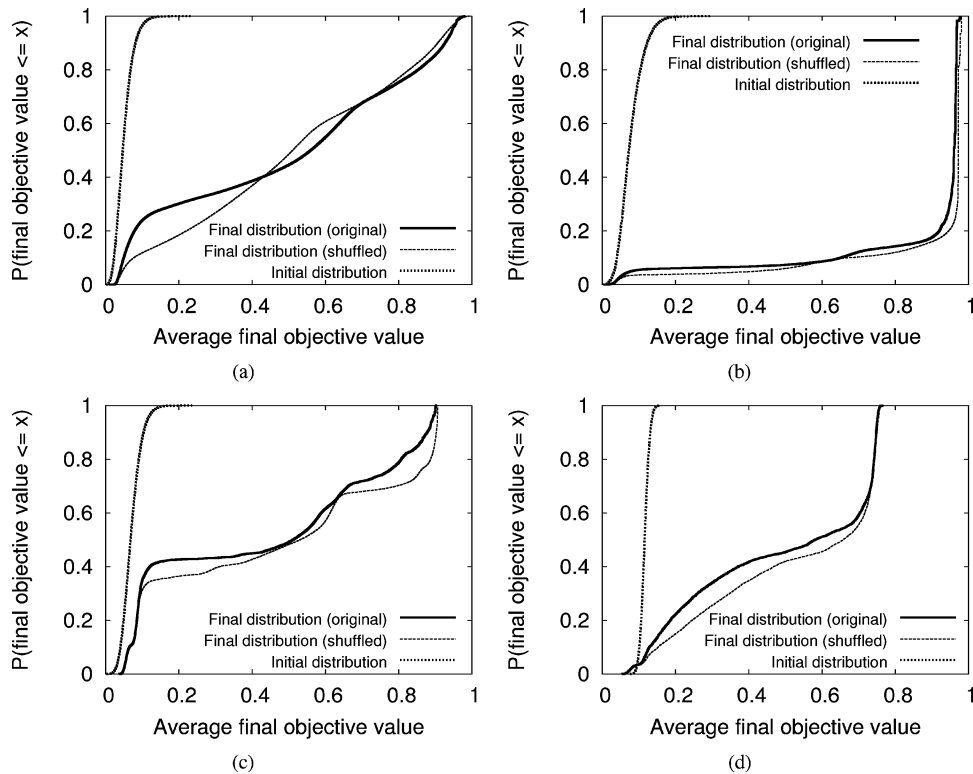 P(final objective value <= x)
1
0.8
0.6
0.4
0.2
0
Final distribution (original)
Final distribution (shuffled)
Initial distribution
0 0.2 0.4 0.6 0.8 1
Average final objective value
(a)
P(final objective value <= x)
1
0.8
0.6
0.4
0.2
0
Final distribution (original)
Final distribution (shuffled)
Initial distribution
0 0.2 0.4 0.6 0.8 1
Average final objective value
(b)
P(final objective value <= x)
1
0.8
0.6
0.4
0.2
0
Final distribution (original)
Final distribution (shuffled)
Initial distribution
0 0.2 0.4 0.6 0.8 1
Average final objective value
(c)
P(final objective value <= x)
1
0.8
0.6
0.4
0.2
0
Final distribution (original)
Final distribution (shuffled)
Initial distribution
0 0.2 0.4 0.6 0.8 1
Average final objective value
(d)